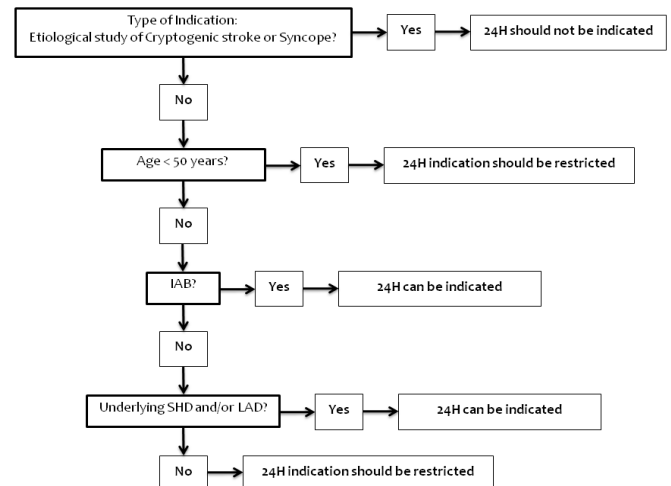 Type of Indication:
Etiological study of Cryptogenic stroke or Syncope?
Yes
24H should not be indicated
No
Age < 50 years?
Yes
24H indication should be restricted
No
IAB?
Yes
24H can be indicated
No
Underlying SHD and/or LAD?
Yes
24H can be indicated
No
24H indication should be restricted